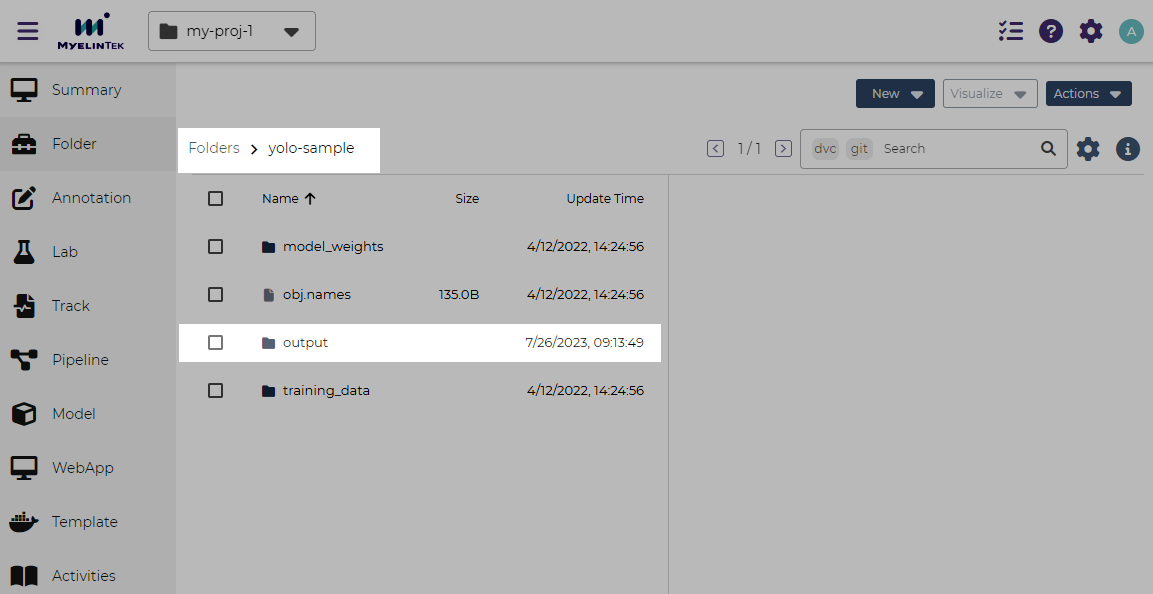 MYELINTEK
my-proj-1
?
A
Summary
Folder
Annotation
Lab
Track
Pipeline
Model
WebApp
Template
Activities
New
Visualize
Actions
Folders > yolo-sample
< 1 / 1 >
dvc git Search
i
Name ↑ Size Update Time
model_weights 4/12/2022, 14:24:56
obj.names 135.0B 4/12/2022, 14:24:56
output 7/26/2023, 09:13:49
training_data 4/12/2022, 14:24:56